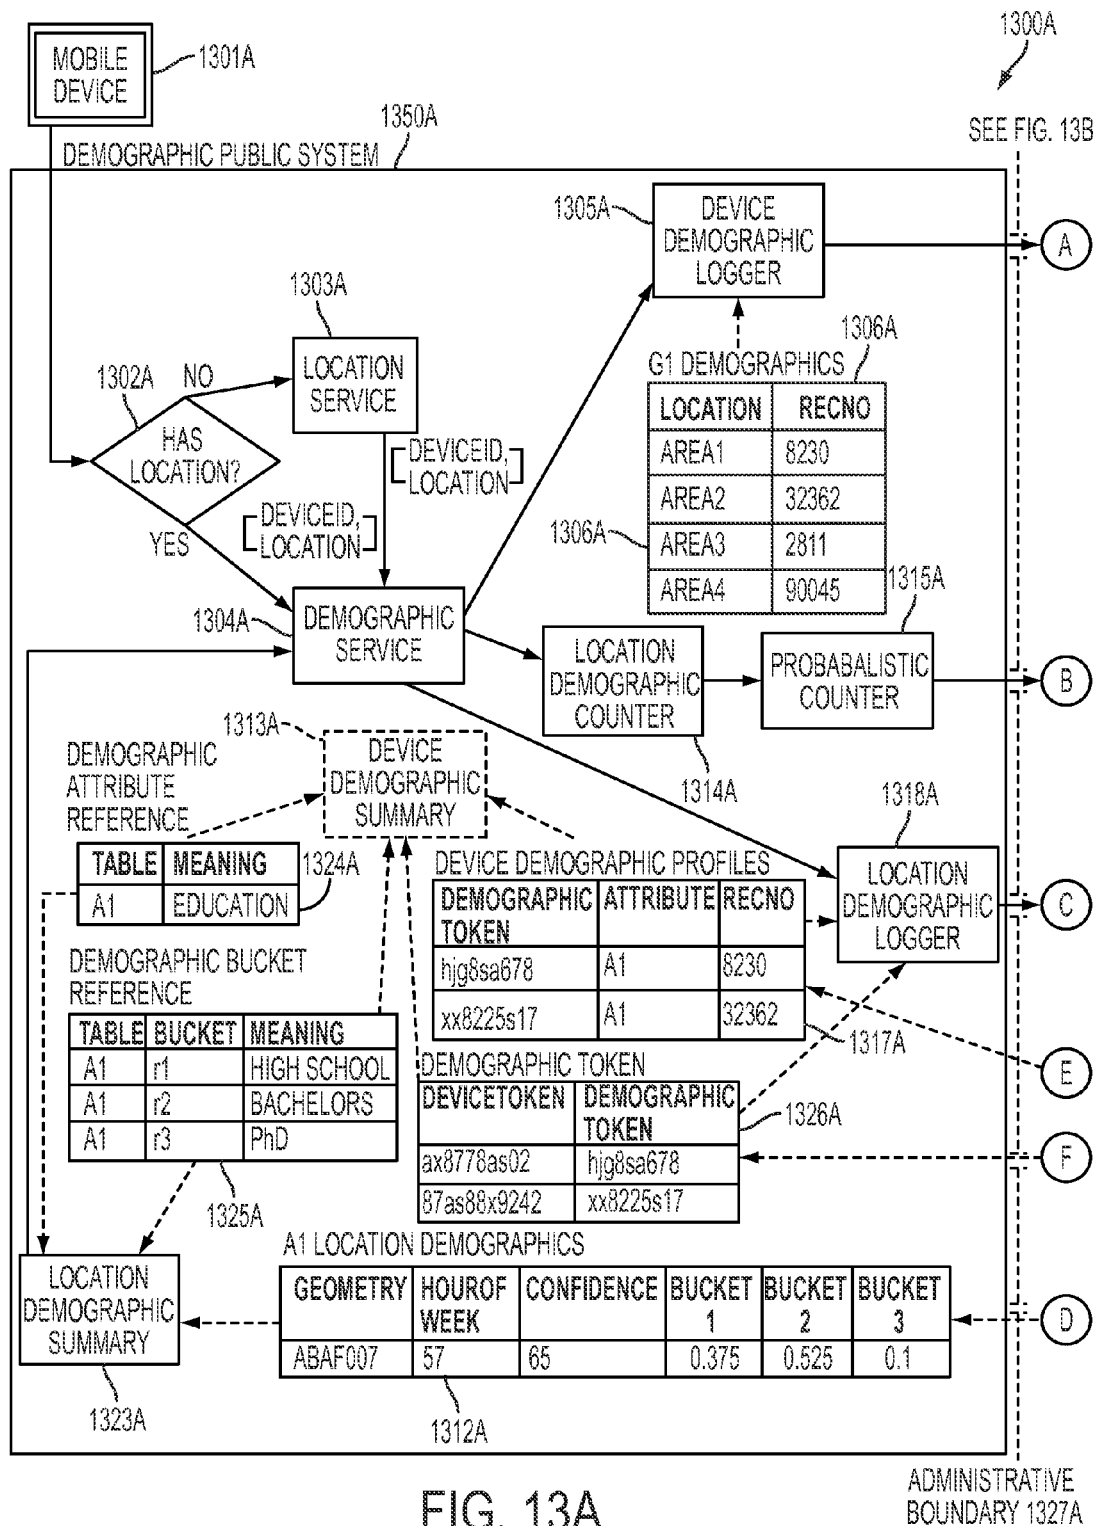 1300A
MOBILE
DEVICE
1301A
1350A
SEE FIG. 13B
DEMOGRAPHIC PUBLIC SYSTEM
1305A
DEVICE
DEMOGRAPHIC
LOGGER
A
1303A
LOCATION
SERVICE
1302A
NO
HAS
LOCATION?
YES
DEVICEID,
LOCATION
DEVICEID,
LOCATION
1306A
G1 DEMOGRAPHICS
LOCATION RECNO
AREA1 8230
AREA2 32362
1306A
AREA3 2811
AREA4 90045
1315A
1304A
DEMOGRAPHIC
SERVICE
LOCATION
DEMOGRAPHIC
COUNTER
PROBABALISTIC
COUNTER
B
1314A
1313A
DEVICE
DEMOGRAPHIC
SUMMARY
DEMOGRAPHIC
ATTRIBUTE
REFERENCE
TABLE MEANING
A1 EDUCATION
1324A
1318A
LOCATION
DEMOGRAPHIC
LOGGER
C
DEVICE DEMOGRAPHIC PROFILES
DEMOGRAPHIC TOKEN ATTRIBUTE RECNO
hjg8sa678 A1 8230
xx8225s17 A1 32362
1317A
E
DEMOGRAPHIC BUCKET
REFERENCE
TABLE BUCKET MEANING
A1 r1 HIGH SCHOOL
A1 r2 BACHELORS
A1 r3 PhD
1325A
DEMOGRAPHIC TOKEN
DEVICETOKEN DEMOGRAPHIC TOKEN
ax8778as02 hjg8sa678
87as88x9242 xx8225s17
1326A
F
A1 LOCATION DEMOGRAPHICS
GEOMETRY HOUROF WEEK CONFIDENCE BUCKET 1 BUCKET 2 BUCKET 3
ABAF007 57 65 0.375 0.525 0.1
D
1312A
LOCATION
DEMOGRAPHIC
SUMMARY
1323A
ADMINISTRATIVE
BOUNDARY 1327A
FIG. 13A